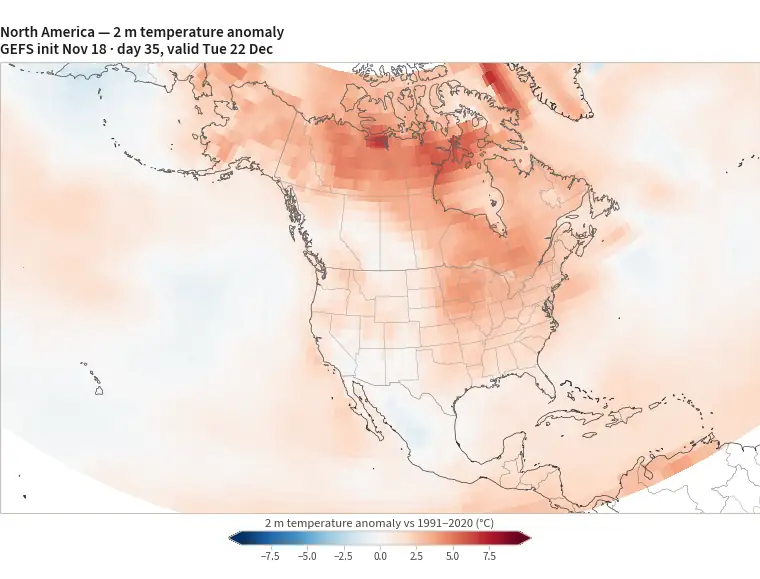 North America — 2 m temperature anomaly
GEFS init Nov 18 · day 35, valid Tue 22 Dec
2 m temperature anomaly vs 1991–2020 (°C)
−7.5 −5.0 −2.5 0.0 2.5 5.0 7.5